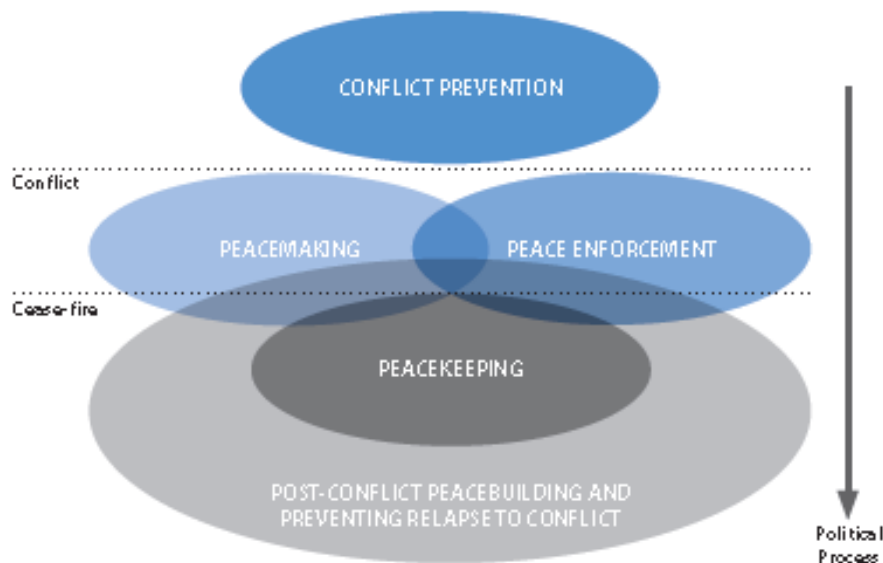 CONFLICT PREVENTION
Conflict
PEACEMAKING
PEACE ENFORCEMENT
Cease-fire
PEACEKEEPING
POST-CONFLICT PEACEBUILDING AND
PREVENTING RELAPSE TO CONFLICT
Political
Process